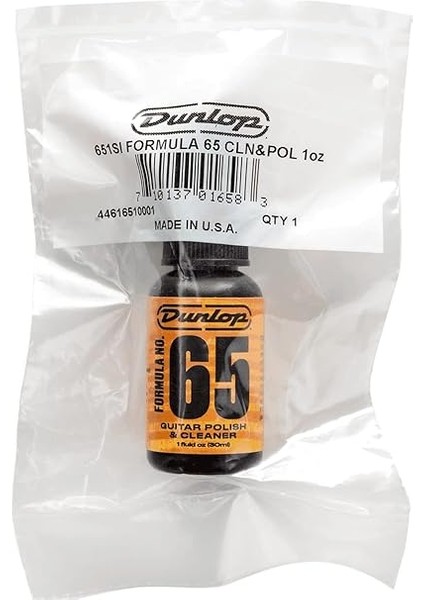 DUNLOP
651SI FORMULA 65 CLN&POL 1oz
7 10137 01658 3
44616510001 QTY 1
MADE IN U.S.A.
DUNLOP
FORMULA NO.
65
GUITAR POLISH
& CLEANER
1 fluid oz (30ml)